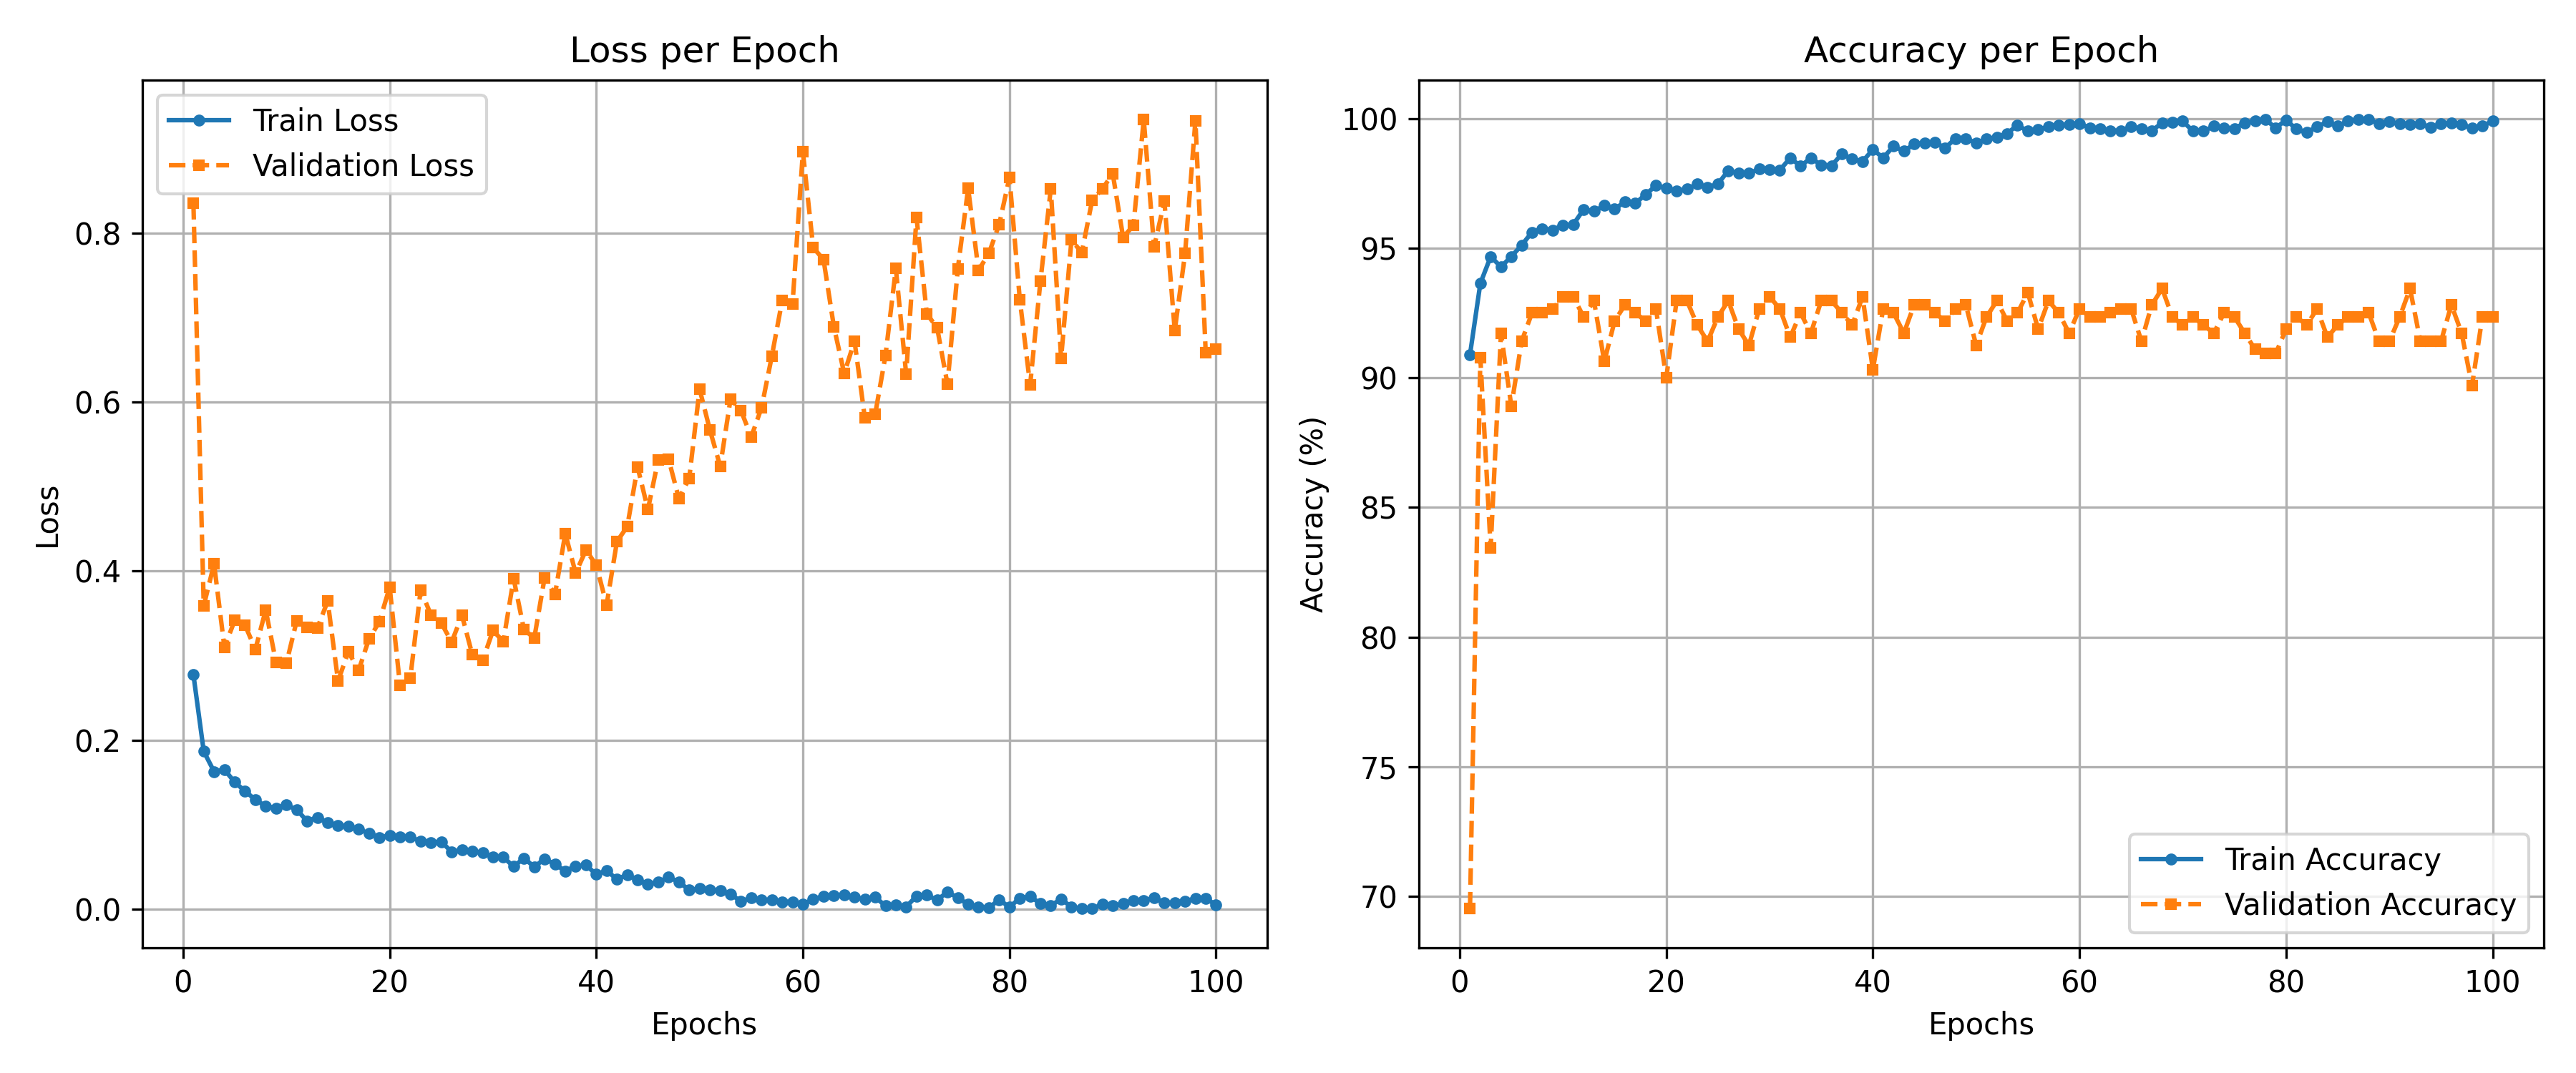 Loss per Epoch
Train Loss
Validation Loss
Loss
0.8
0.6
0.4
0.2
0.0
0 20 40 60 80 100
Epochs
Accuracy per Epoch
Accuracy (%)
100
95
90
85
80
75
70
Train Accuracy
Validation Accuracy
0 20 40 60 80 100
Epochs